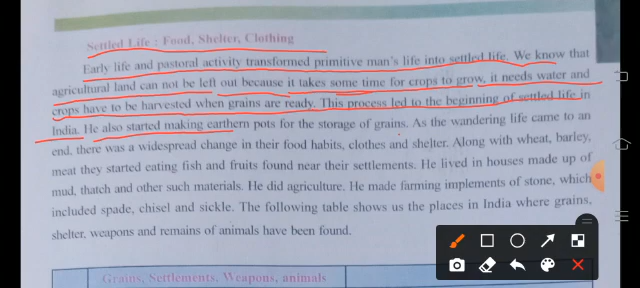 Settled Life : Food, Shelter, Clothing
Early life and pastoral activity transformed primitive man's life into settled life. We know that
agricultural land can not be left out because it takes some time for crops to grow, it needs water and
crops have to be harvested when grains are ready. This process led to the beginning of settled life in
India. He also started making earthern pots for the storage of grains. As the wandering life came to an
end, there was a widespread change in their food habits, clothes and shelter. Along with wheat, barley,
meat they started eating fish and fruits found near their settlements. He lived in houses made up of
mud, thatch and other such materials. He did agriculture. He made farming implements of stone, which
included spade, chisel and sickle. The following table shows us the places in India where grains,
shelter, weapons and remains of animals have been found.
Grains, Settlements, Weapons, animals